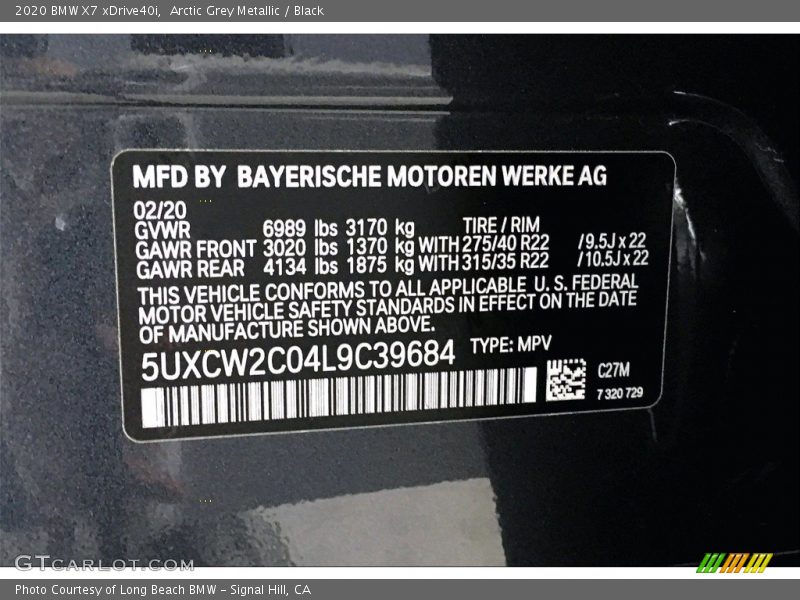 2020 BMW X7 xDrive40i, Arctic Grey Metallic / Black
MFD BY BAYERISCHE MOTOREN WERKE AG
02/20
GVWR 6989 lbs 3170 kg TIRE / RIM
GAWR FRONT 3020 lbs 1370 kg WITH 275/40 R22 /9.5J x 22
GAWR REAR 4134 lbs 1875 kg WITH 315/35 R22 /10.5J x 22
THIS VEHICLE CONFORMS TO ALL APPLICABLE U. S. FEDERAL
MOTOR VEHICLE SAFETY STANDARDS IN EFFECT ON THE DATE
OF MANUFACTURE SHOWN ABOVE.
5UXCW2C04L9C39684 TYPE: MPV
C27M
7 320 729
GTCARLOT.COM
Photo Courtesy of Long Beach BMW - Signal Hill, CA